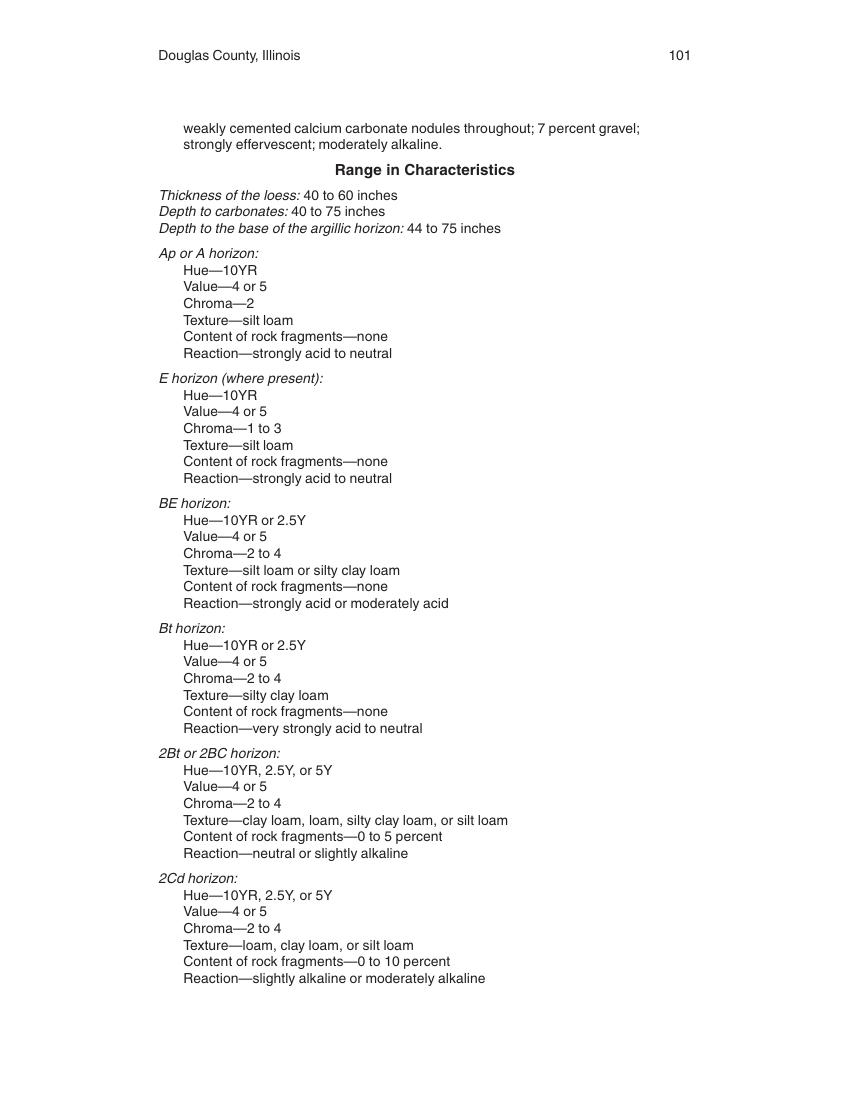 Douglas County, Illinois 101
weakly cemented calcium carbonate nodules throughout; 7 percent gravel;
strongly effervescent; moderately alkaline.
Range in Characteristics
Thickness of the loess: 40 to 60 inches
Depth to carbonates: 40 to 75 inches
Depth to the base of the argillic horizon: 44 to 75 inches
Ap or A horizon:
Hue—10YR
Value—4 or 5
Chroma—2
Texture—silt loam
Content of rock fragments—none
Reaction—strongly acid to neutral
E horizon (where present):
Hue—10YR
Value—4 or 5
Chroma—1 to 3
Texture—silt loam
Content of rock fragments—none
Reaction—strongly acid to neutral
BE horizon:
Hue—10YR or 2.5Y
Value—4 or 5
Chroma—2 to 4
Texture—silt loam or silty clay loam
Content of rock fragments—none
Reaction—strongly acid or moderately acid
Bt horizon:
Hue—10YR or 2.5Y
Value—4 or 5
Chroma—2 to 4
Texture—silty clay loam
Content of rock fragments—none
Reaction—very strongly acid to neutral
2Bt or 2BC horizon:
Hue—10YR, 2.5Y, or 5Y
Value—4 or 5
Chroma—2 to 4
Texture—clay loam, loam, silty clay loam, or silt loam
Content of rock fragments—0 to 5 percent
Reaction—neutral or slightly alkaline
2Cd horizon:
Hue—10YR, 2.5Y, or 5Y
Value—4 or 5
Chroma—2 to 4
Texture—loam, clay loam, or silt loam
Content of rock fragments—0 to 10 percent
Reaction—slightly alkaline or moderately alkaline